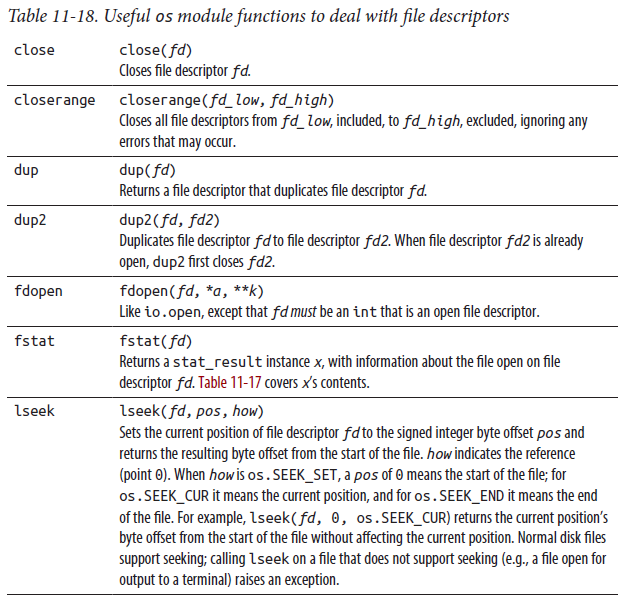 Table 11-18. Useful os module functions to deal with file descriptors
close close(fd)
Closes file descriptor fd.
closerange closerange(fd_low, fd_high)
Closes all file descriptors from fd_low, included, to fd_high, excluded, ignoring any
errors that may occur.
dup dup(fd)
Returns a file descriptor that duplicates file descriptor fd.
dup2 dup2(fd, fd2)
Duplicates file descriptor fd to file descriptor fd2. When file descriptor fd2 is already
open, dup2 first closes fd2.
fdopen fdopen(fd, *a, **k)
Like io.open, except that fd must be an int that is an open file descriptor.
fstat fstat(fd)
Returns a stat_result instance x, with information about the file open on file
descriptor fd. Table 11-17 covers x's contents.
lseek lseek(fd, pos, how)
Sets the current position of file descriptor fd to the signed integer byte offset pos and
returns the resulting byte offset from the start of the file. how indicates the reference
(point 0). When how is os.SEEK_SET, a pos of 0 means the start of the file; for
os.SEEK_CUR it means the current position, and for os.SEEK_END it means the end
of the file. For example, lseek(fd, 0, os.SEEK_CUR) returns the current position's
byte offset from the start of the file without affecting the current position. Normal disk files
support seeking; calling lseek on a file that does not support seeking (e.g., a file open for
output to a terminal) raises an exception.